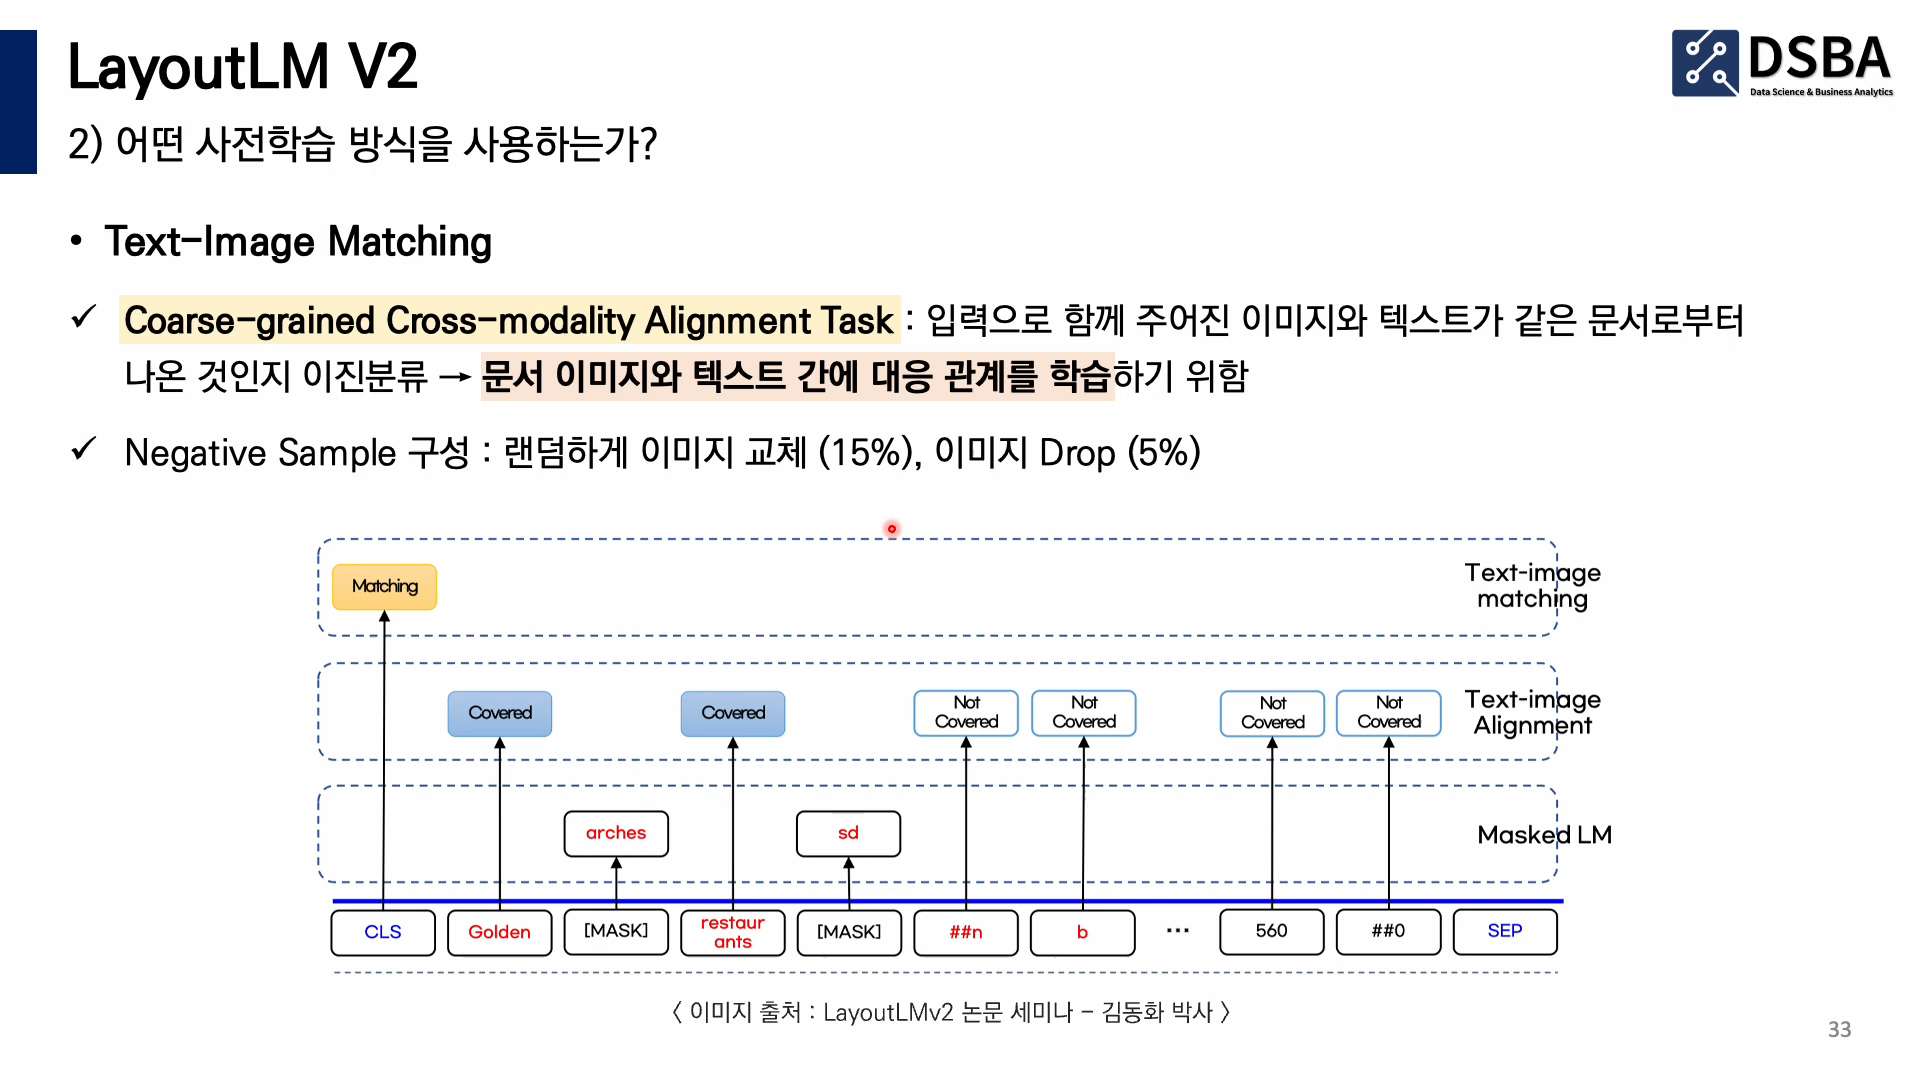 LayoutLM V2
DSBA
Data Science & Business Analytics
2) 어떤 사전학습 방식을 사용하는가?
• Text-Image Matching
✓ Coarse-grained Cross-modality Alignment Task : 입력으로 함께 주어진 이미지와 텍스트가 같은 문서로부터
나온 것인지 이진분류 → 문서 이미지와 텍스트 간에 대응 관계를 학습하기 위함
✓ Negative Sample 구성 : 랜덤하게 이미지 교체 (15%), 이미지 Drop (5%)
Matching
Text-image
matching
Covered
Covered
Not
Covered
Not
Covered
Not
Covered
Not
Covered
Text-image
Alignment
arches
sd
Masked LM
CLS
Golden
[MASK]
restaur
ants
[MASK]
##n
b
...
560
##0
SEP
< 이미지 출처 : LayoutLMv2 논문 세미나 - 김동화 박사 >
33